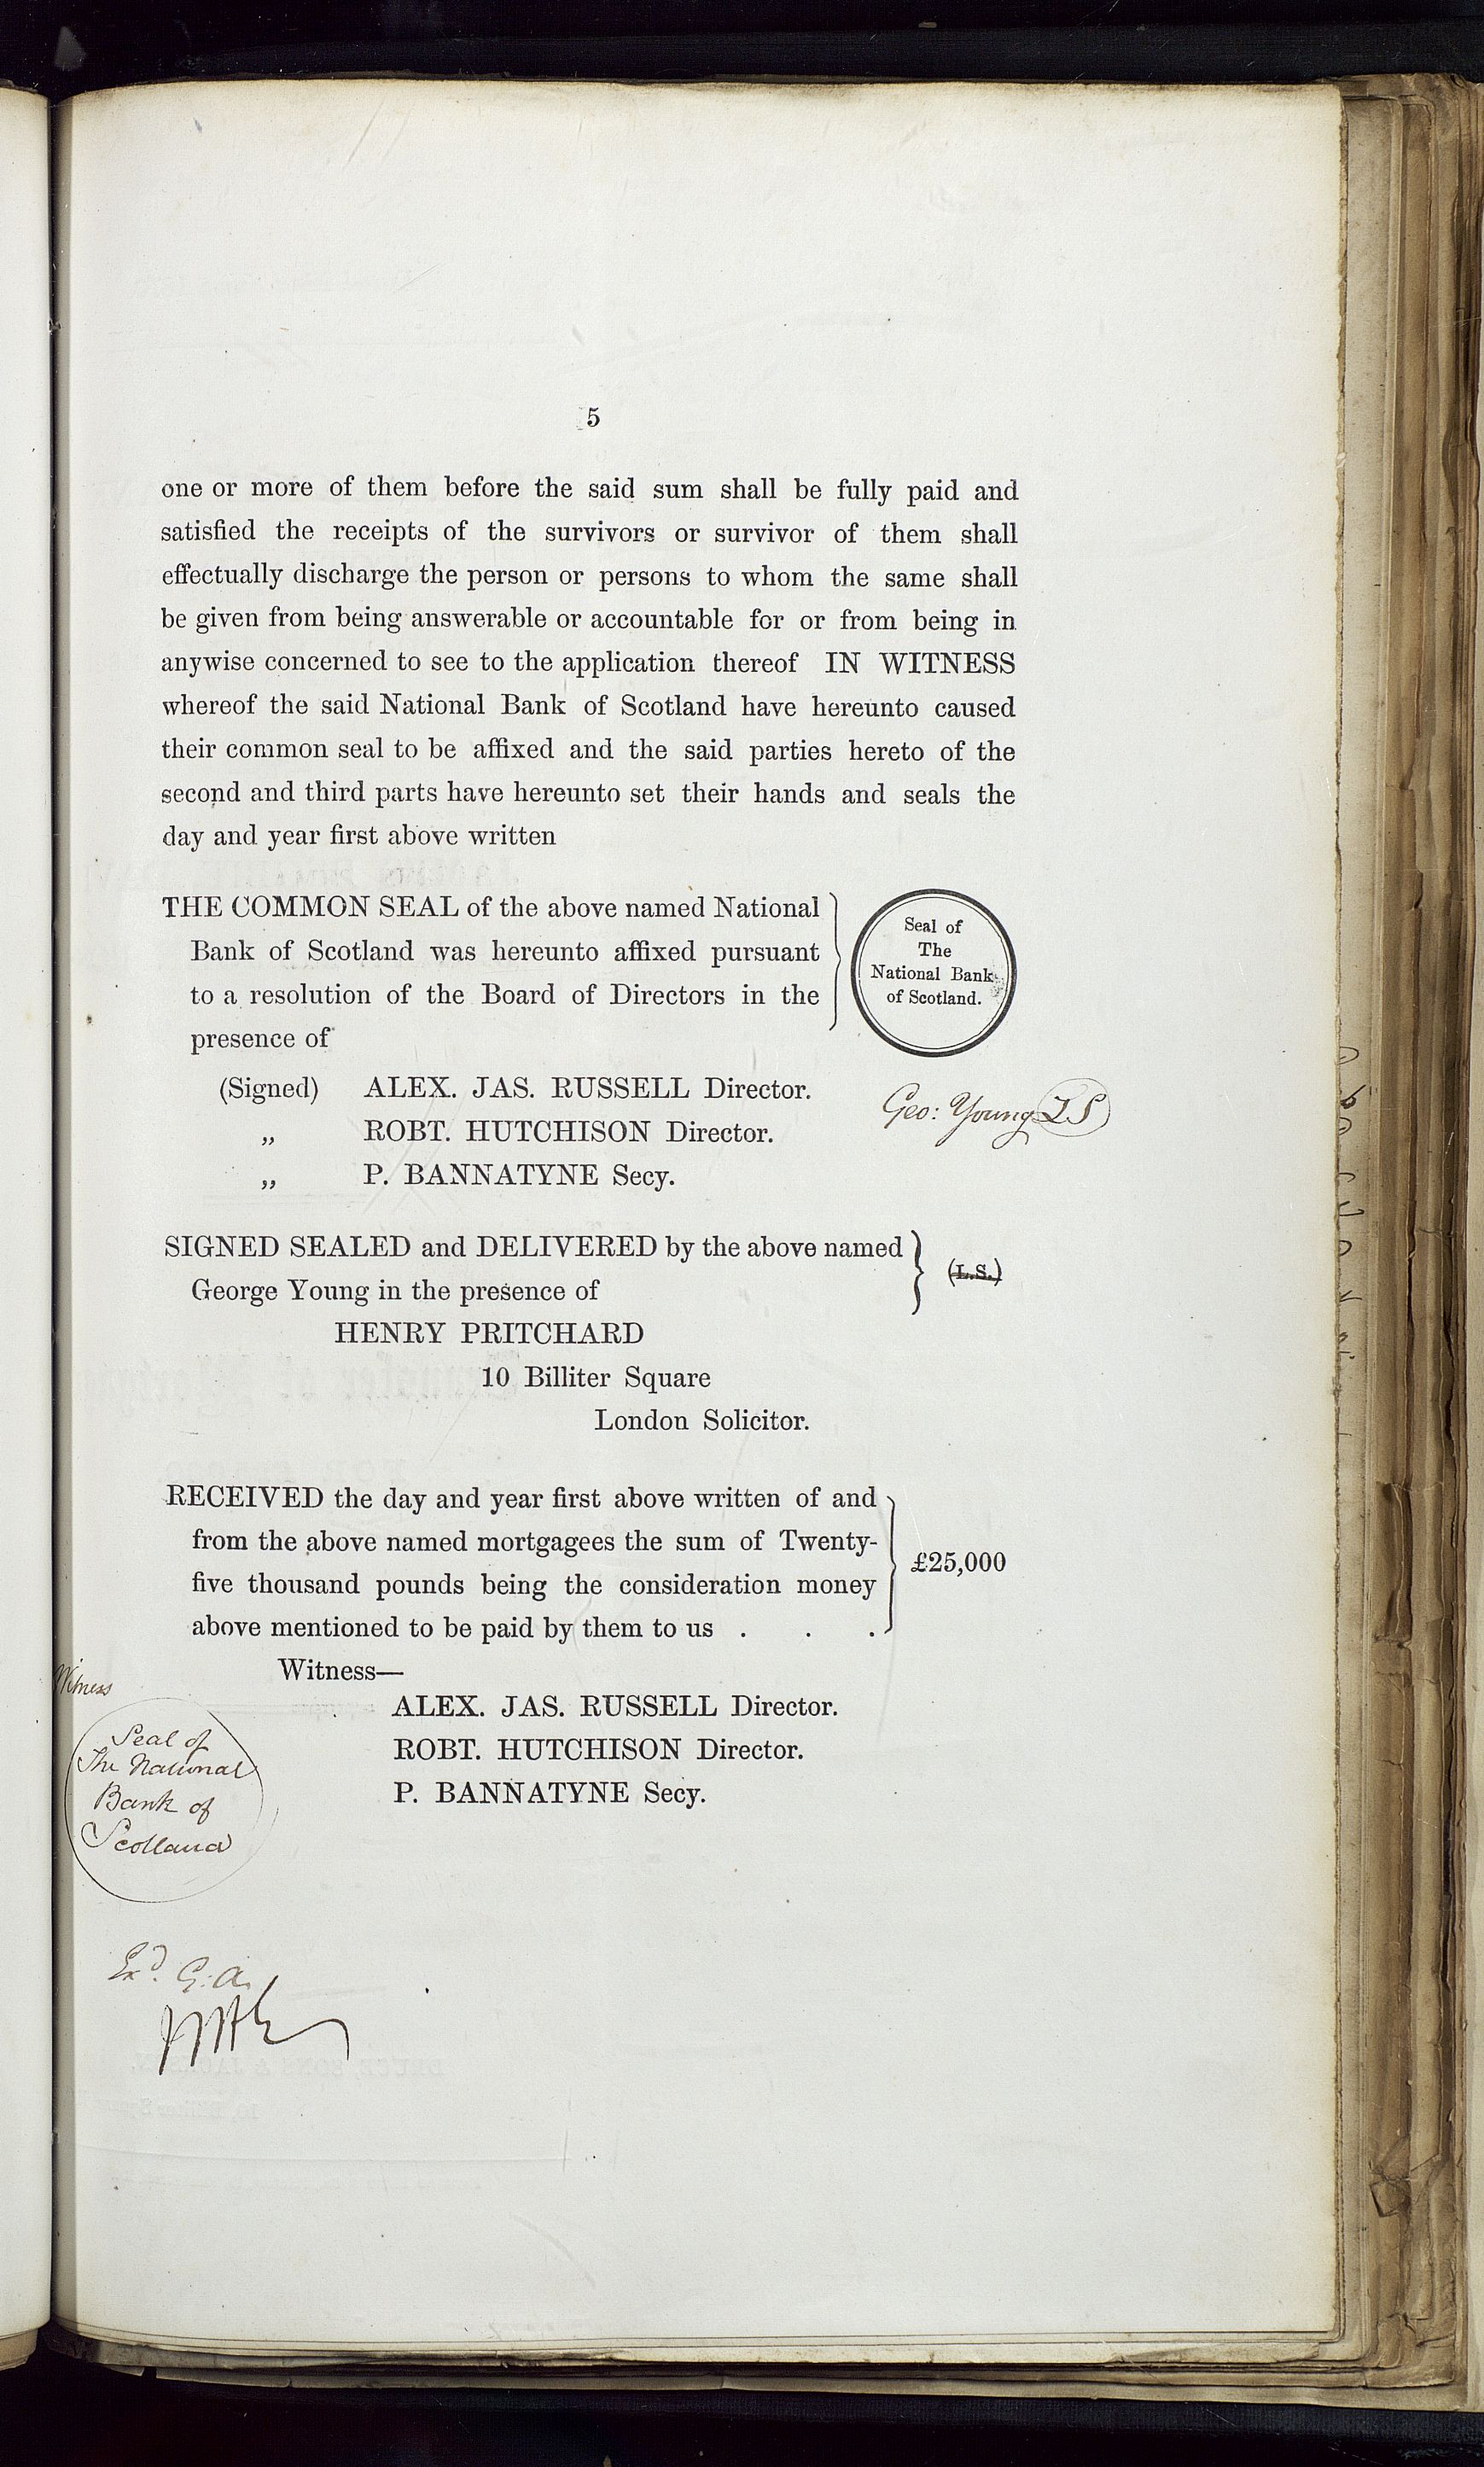 5
one or more of them before the said sum shall be fully paid and
satisfied the receipts of the survivors or survivor of them shall
effectually discharge the person or persons to whom the same shall
be given from being answerable or accountable for or from being in
anywise concerned to see to the application thereof IN WITNESS
whereof the said National Bank of Scotland have hereunto caused
their common seal to be affixed and the said parties hereto of the
second and third parts have hereunto set their hands and seals the
day and year first above written
THE COMMON SEAL of the above named National
Bank of Scotland was hereunto affixed pursuant
to a resolution of the Board of Directors in the
presence of
Seal of
The
National Bank
of Scotland.
(Signed) ALEX. JAS. RUSSELL Director.
„ ROBT. HUTCHISON Director.
„ P. BANNATYNE Secy.
Geo: Young LS
SIGNED SEALED and DELIVERED by the above named
George Young in the presence of
(L.S.)
HENRY PRITCHARD
10 Billiter Square
London Solicitor.
RECEIVED the day and year first above written of and
from the above named mortgagees the sum of Twenty-
five thousand pounds being the consideration money
above mentioned to be paid by them to us . . .
£25,000
Witness—
ALEX. JAS. RUSSELL Director.
ROBT. HUTCHISON Director.
P. BANNATYNE Secy.
Witness
Seal of
The National
Bank of
Scotland
Exd. G.A.